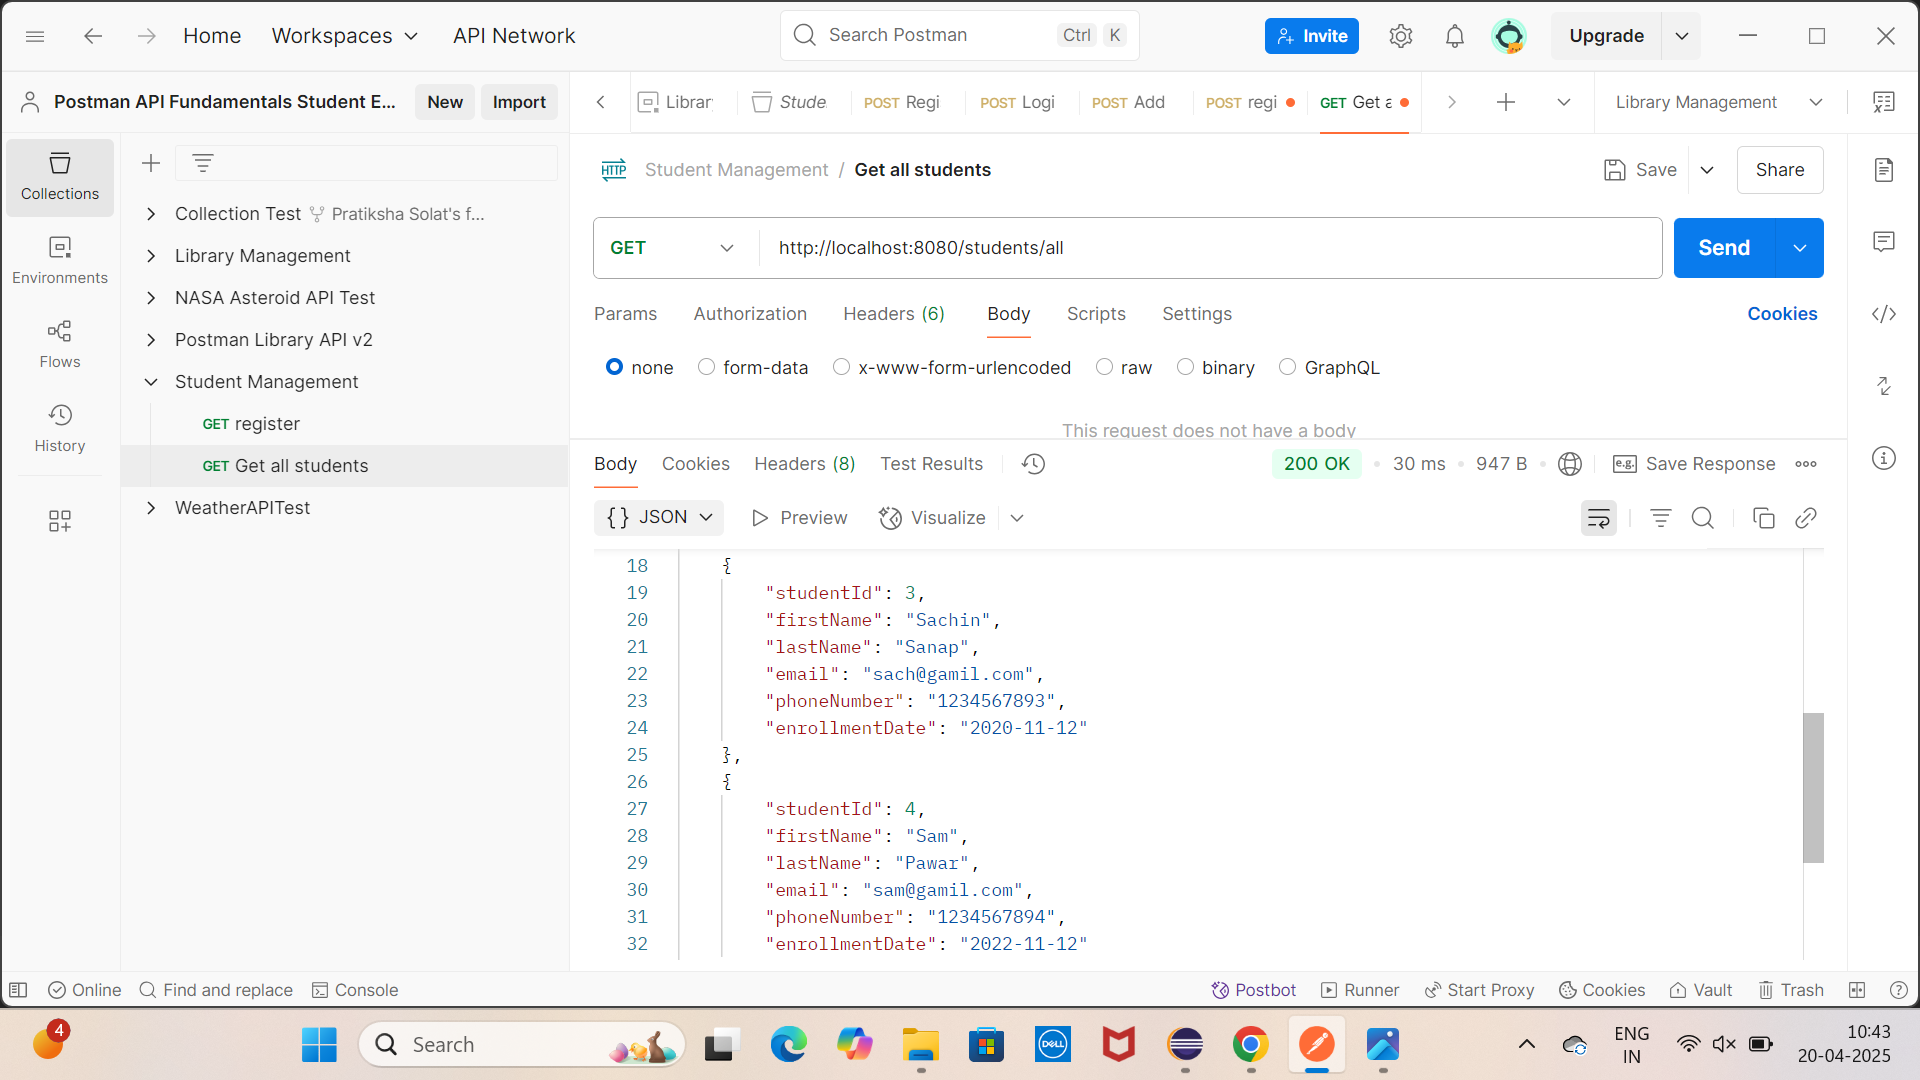 Home
Workspaces
API Network
Search Postman
Ctrl K
Invite
Upgrade
Postman API Fundamentals Student E...
New
Import
Librar
Stude
POST Regi
POST Logi
POST Add
POST regi
GET Get a
Library Management
Collections
Environments
Flows
History
Collection Test Pratiksha Solat's f...
Library Management
NASA Asteroid API Test
Postman Library API v2
Student Management
GET register
GET Get all students
WeatherAPITest
HTTP Student Management / Get all students
Save
Share
GET
http://localhost:8080/students/all
Send
Params Authorization Headers (6) Body Scripts Settings
Cookies
none form-data x-www-form-urlencoded raw binary GraphQL
This request does not have a body
Body Cookies Headers (8) Test Results
200 OK • 30 ms • 947 B •
e.g. Save Response
{} JSON Preview Visualize
18 {
19 "studentId": 3,
20 "firstName": "Sachin",
21 "lastName": "Sanap",
22 "email": "sach@gamil.com",
23 "phoneNumber": "1234567893",
24 "enrollmentDate": "2020-11-12"
25 },
26 {
27 "studentId": 4,
28 "firstName": "Sam",
29 "lastName": "Pawar",
30 "email": "sam@gamil.com",
31 "phoneNumber": "1234567894",
32 "enrollmentDate": "2022-11-12"
Online
Find and replace
Console
Postbot
Runner
Start Proxy
Cookies
Vault
Trash
4
Search
DELL
ENG
IN
10:43
20-04-2025